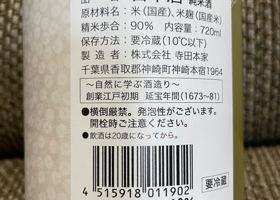 純米酒
原材料名:米(国産)、米麹(国産米)
精米歩合:90% 内容量:720ml
保存方法:要冷蔵(10℃以下)
製造者:株式会社 寺田本家
千葉県香取郡神崎町神崎本宿1964
～自然に学ぶ酒造り～
創業江戸初期 延宝年間(1673～81)
●横倒厳禁。発泡性がございます。
開栓時ご注意ください。
●飲酒は20歳になってから。
4 515918 011902
要冷蔵